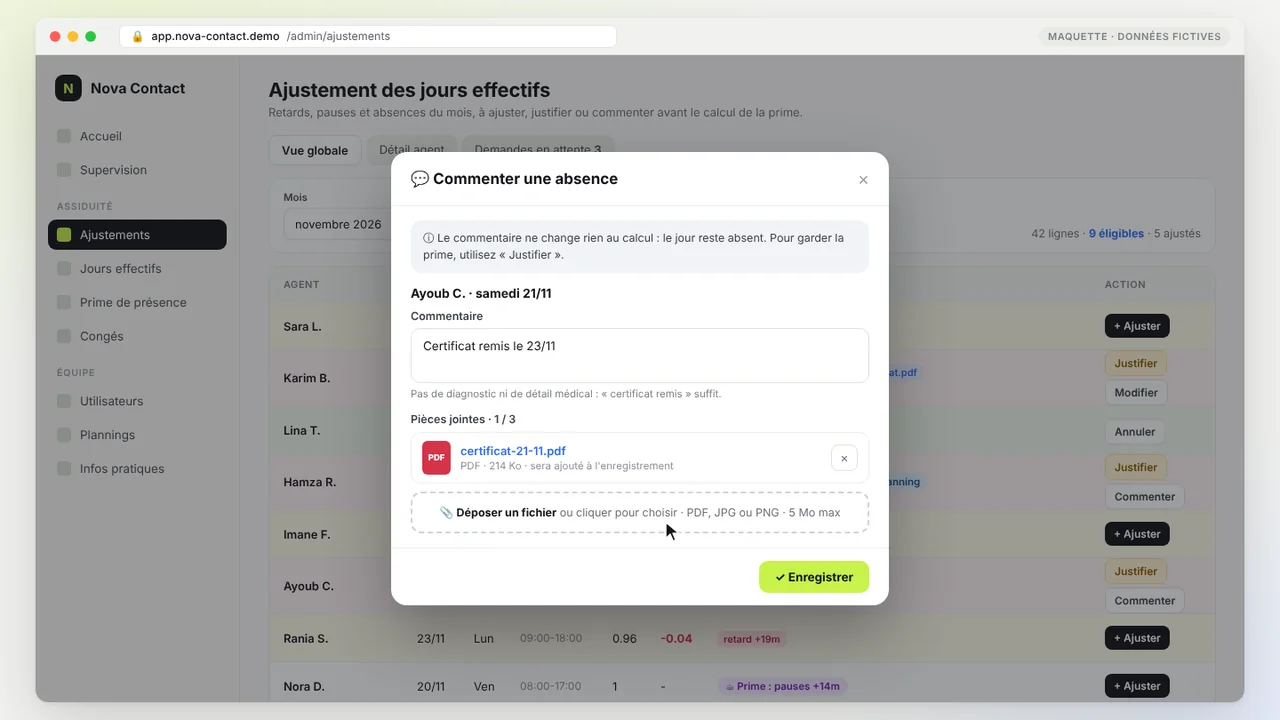 app.nova-contact.demo /admin/ajustements
MAQUETTE · DONNÉES FICTIVES
N Nova Contact
Accueil
Supervision
ASSIDUITÉ
Ajustements
Jours effectifs
Prime de présence
Congés
ÉQUIPE
Utilisateurs
Plannings
Infos pratiques
Ajustement des jours effectifs
Retards, pauses et absences du mois, à ajuster, justifier ou commenter avant le calcul de la prime.
Vue globale
Détail agent
Demandes en attente 3
Mois
novembre 2026
42 lignes · 9 éligibles · 5 ajustés
AGENT
ACTION
Sara L.
+ Ajuster
Karim B.
at.pdf
Justifier
Modifier
Lina T.
Annuler
Hamza R.
anning
Justifier
Commenter
Imane F.
+ Ajuster
Ayoub C.
Justifier
Commenter
Rania S. 23/11 Lun 09:00-18:00 0.96 -0.04 retard +19m + Ajuster
Nora D. 20/11 Ven 08:00-17:00 1 - Prime : pauses +14m + Ajuster
💬 Commenter une absence
×
ⓘ Le commentaire ne change rien au calcul : le jour reste absent. Pour garder la
prime, utilisez « Justifier ».
Ayoub C. · samedi 21/11
Commentaire
Certificat remis le 23/11
Pas de diagnostic ni de détail médical : « certificat remis » suffit.
Pièces jointes · 1 / 3
PDF
certificat-21-11.pdf
PDF · 214 Ko · sera ajouté à l'enregistrement
×
📎 Déposer un fichier ou cliquer pour choisir · PDF, JPG ou PNG · 5 Mo max
✓ Enregistrer